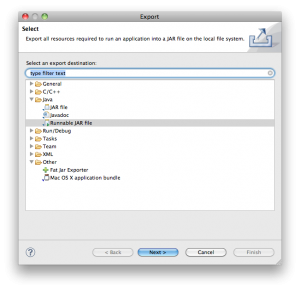 Export
Select
Export all resources required to run an application into a JAR file on the local file system.
Select an export destination:
type filter text
General
C/C++
Java
JAR file
Javadoc
Runnable JAR file
Run/Debug
Tasks
Team
XML
Other
Fat Jar Exporter
Mac OS X application bundle
?
< Back
Next >
Cancel
Finish